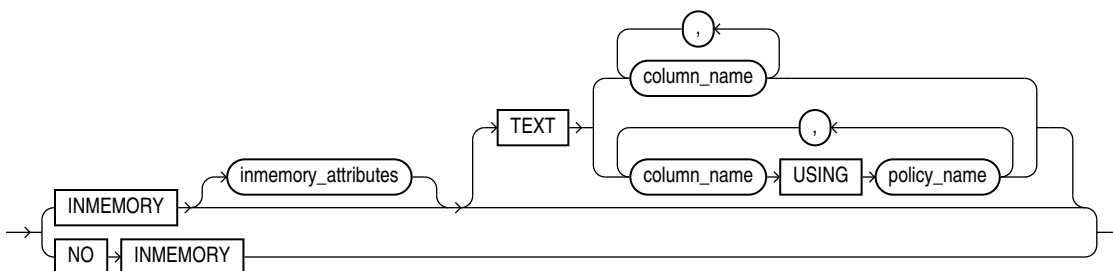 ,
column_name
TEXT
,
inmemory_attributes
column_name USING policy_name
INMEMORY
NO INMEMORY